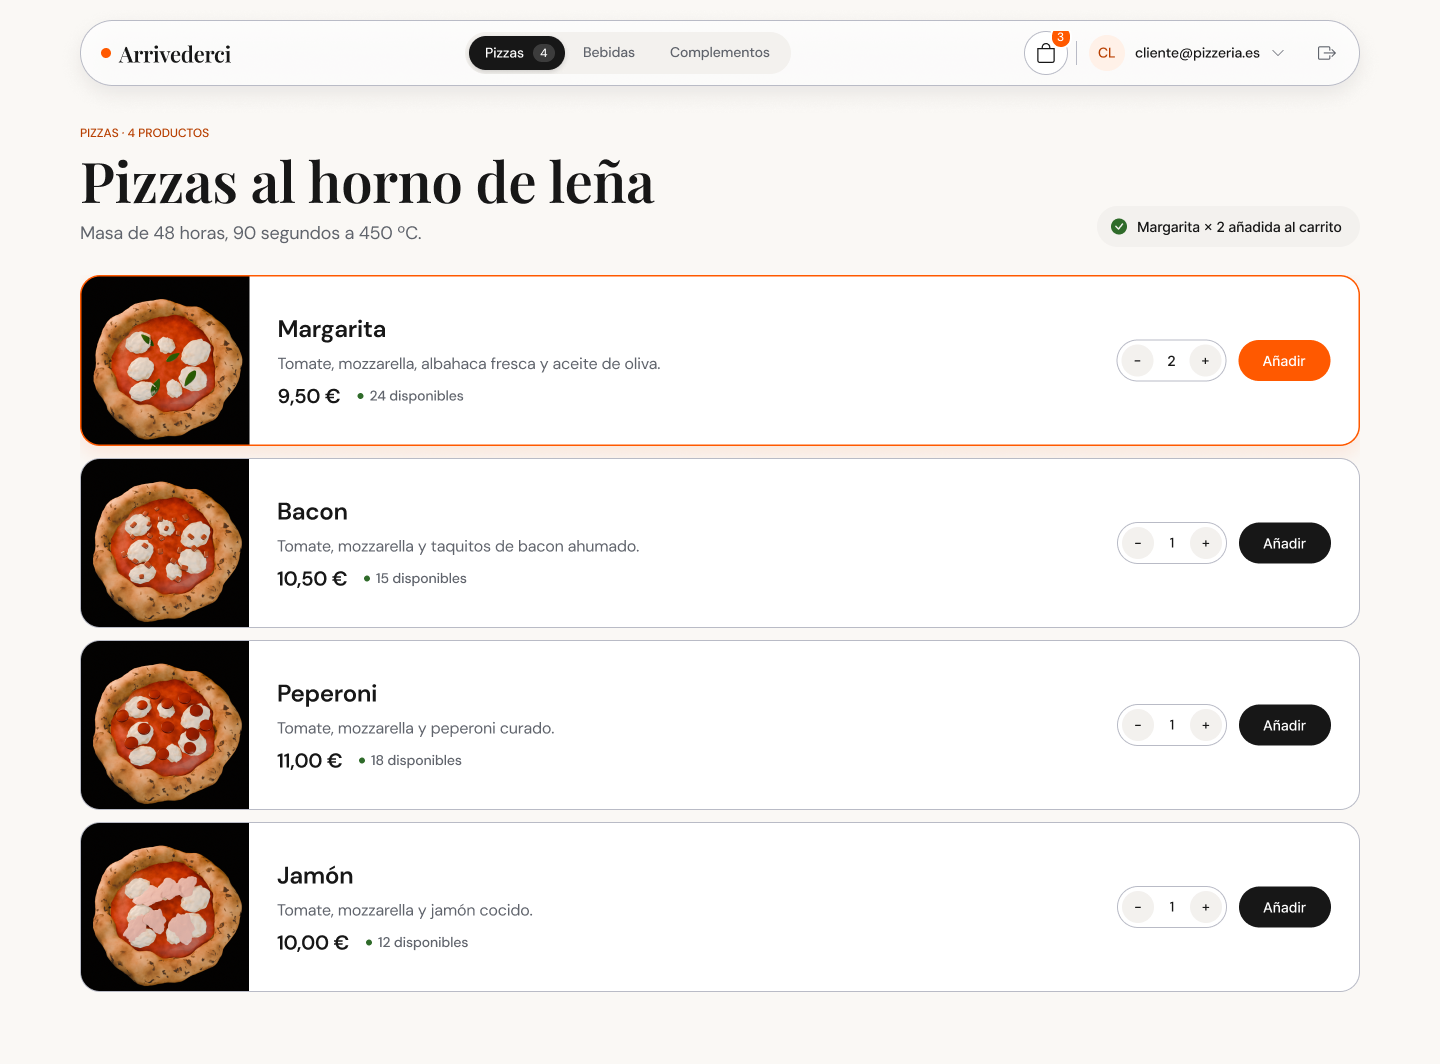 Arrivederci
Pizzas 4
Bebidas
Complementos
3
CL
cliente@pizzeria.es
PIZZAS · 4 PRODUCTOS
Pizzas al horno de leña
Masa de 48 horas, 90 segundos a 450 ºC.
Margarita × 2 añadida al carrito
Margarita
Tomate, mozzarella, albahaca fresca y aceite de oliva.
9,50 €
24 disponibles
- 2 +
Añadir
Bacon
Tomate, mozzarella y taquitos de bacon ahumado.
10,50 €
15 disponibles
- 1 +
Añadir
Peperoni
Tomate, mozzarella y peperoni curado.
11,00 €
18 disponibles
- 1 +
Añadir
Jamón
Tomate, mozzarella y jamón cocido.
10,00 €
12 disponibles
- 1 +
Añadir